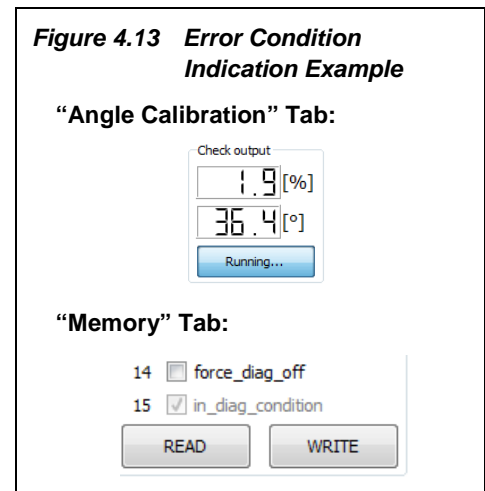 Figure 4.13 Error Condition
Indication Example
“Angle Calibration” Tab:
Check output
1.9 [%]
36.4 [°]
Running...
“Memory” Tab:
14 force_diag_off
15 in_diag_condition
READ WRITE